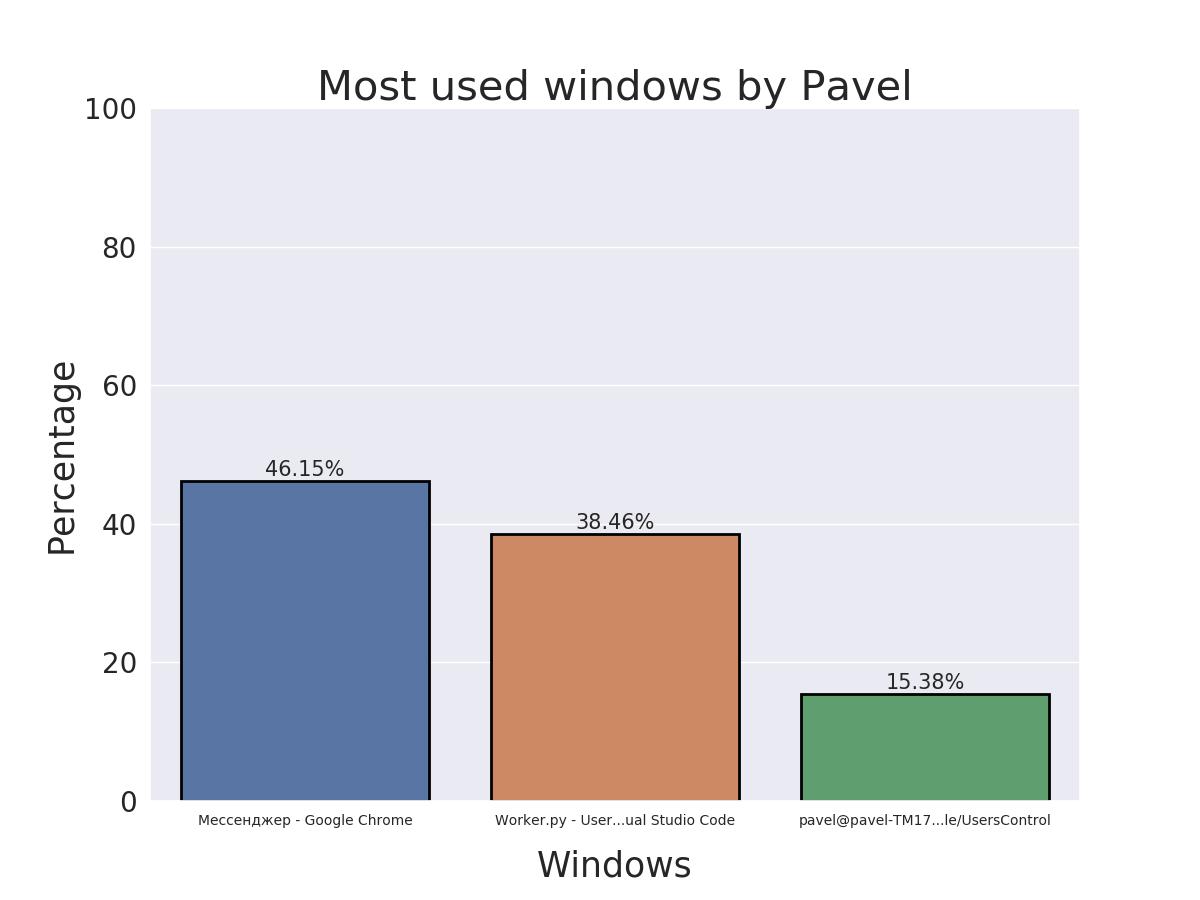 Most used windows by Pavel
100
80
60
40
20
0
Percentage
46.15%
38.46%
15.38%
Мессенджер - Google Chrome
Worker.py - User...ual Studio Code
pavel@pavel-TM17...le/UsersControl
Windows